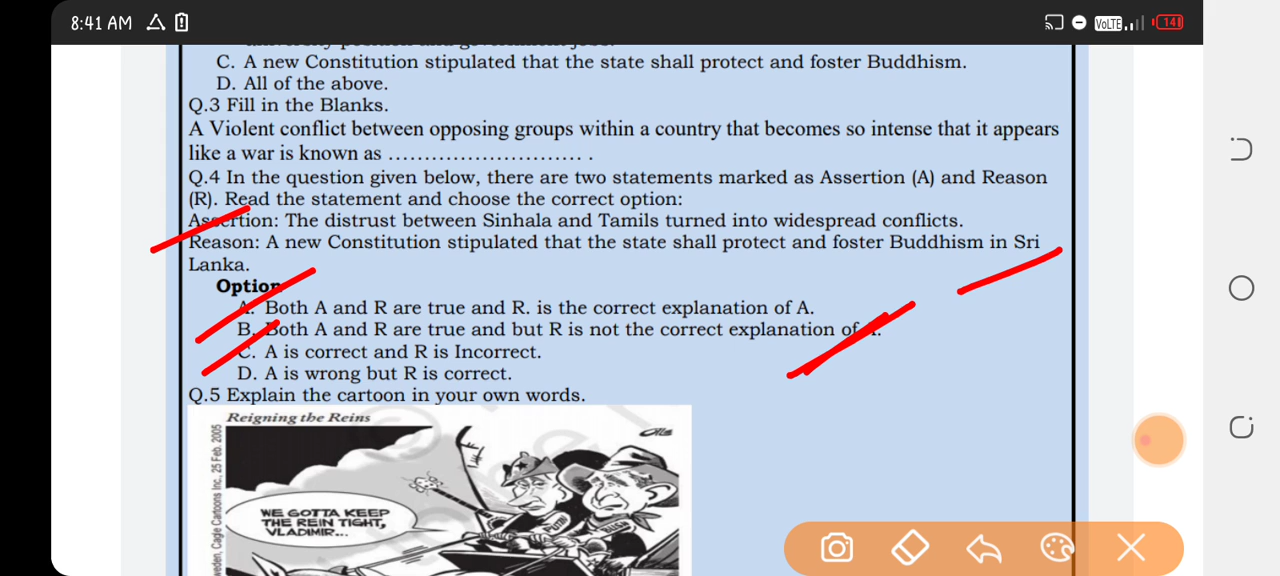 8:41 AM
VoLTE
14
C. A new Constitution stipulated that the state shall protect and foster Buddhism.
D. All of the above.
Q.3 Fill in the Blanks.
A Violent conflict between opposing groups within a country that becomes so intense that it appears
like a war is known as ............................ .
Q.4 In the question given below, there are two statements marked as Assertion (A) and Reason
(R). Read the statement and choose the correct option:
Assertion: The distrust between Sinhala and Tamils turned into widespread conflicts.
Reason: A new Constitution stipulated that the state shall protect and foster Buddhism in Sri
Lanka.
Option
A. Both A and R are true and R. is the correct explanation of A.
B. Both A and R are true and but R is not the correct explanation of A.
C. A is correct and R is Incorrect.
D. A is wrong but R is correct.
Q.5 Explain the cartoon in your own words.
Reigning the Reins
Cagle Cartoons Inc., 25 Feb. 2005
WE GOTTA KEEP
THE REIN TIGHT,
VLADIMIR...
PUTIN
BUSH